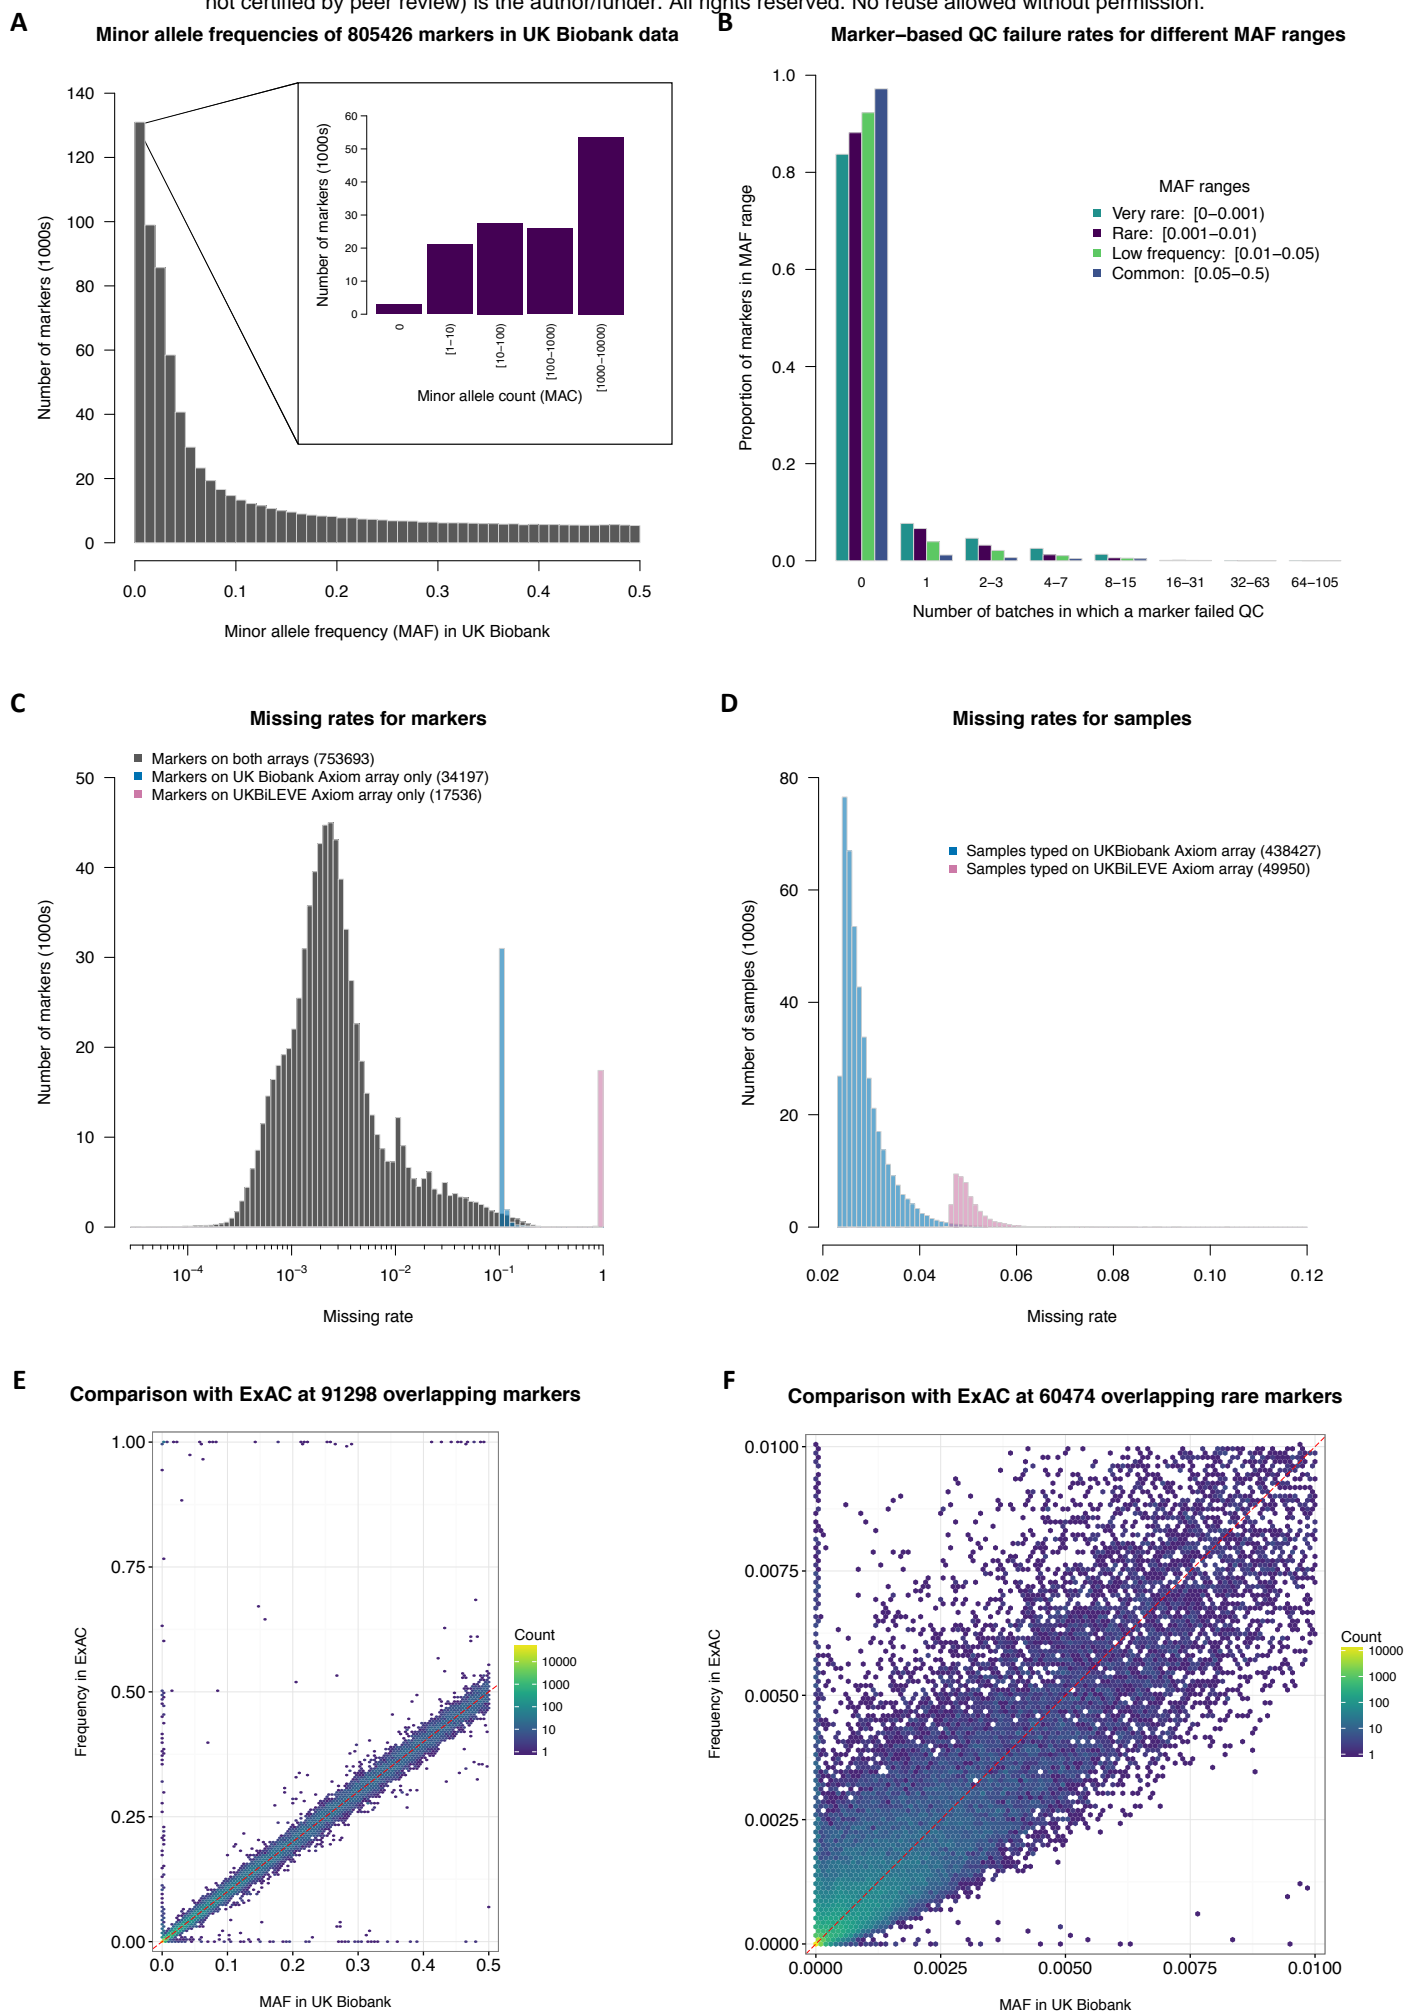 not certified by peer review) is the author/funder. All rights reserved. No reuse allowed without permission.
A
Minor allele frequencies of 805426 markers in UK Biobank data
140
120
100
80
60
40
20
0
Number of markers (1000s)
0.0
0.1
0.2
0.3
0.4
0.5
Minor allele frequency (MAF) in UK Biobank
60
50
40
30
20
10
0
Number of markers (1000s)
0
[1−10)
[10−100)
[100−1000)
[1000−10000)
Minor allele count (MAC)
B
Marker−based QC failure rates for different MAF ranges
1.0
0.8
0.6
0.4
0.2
0.0
Proportion of markers in MAF range
MAF ranges
Very rare: [0−0.001)
Rare: [0.001−0.01)
Low frequency: [0.01−0.05)
Common: [0.05−0.5)
0
1
2−3
4−7
8−15
16−31
32−63
64−105
Number of batches in which a marker failed QC
C
Missing rates for markers
Markers on both arrays (753693)
Markers on UK Biobank Axiom array only (34197)
Markers on UKBiLEVE Axiom array only (17536)
50
40
30
20
10
0
Number of markers (1000s)
10−4
10−3
10−2
10−1
1
Missing rate
D
Missing rates for samples
80
60
40
20
0
Number of samples (1000s)
Samples typed on UKBiobank Axiom array (438427)
Samples typed on UKBiLEVE Axiom array (49950)
0.02
0.04
0.06
0.08
0.10
0.12
Missing rate
E
Comparison with ExAC at 91298 overlapping markers
1.00
0.75
0.50
0.25
0.00
Frequency in ExAC
0.0
0.1
0.2
0.3
0.4
0.5
MAF in UK Biobank
Count
10000
1000
100
10
1
F
Comparison with ExAC at 60474 overlapping rare markers
0.0100
0.0075
0.0050
0.0025
0.0000
Frequency in ExAC
0.0000
0.0025
0.0050
0.0075
0.0100
MAF in UK Biobank
Count
10000
1000
100
10
1